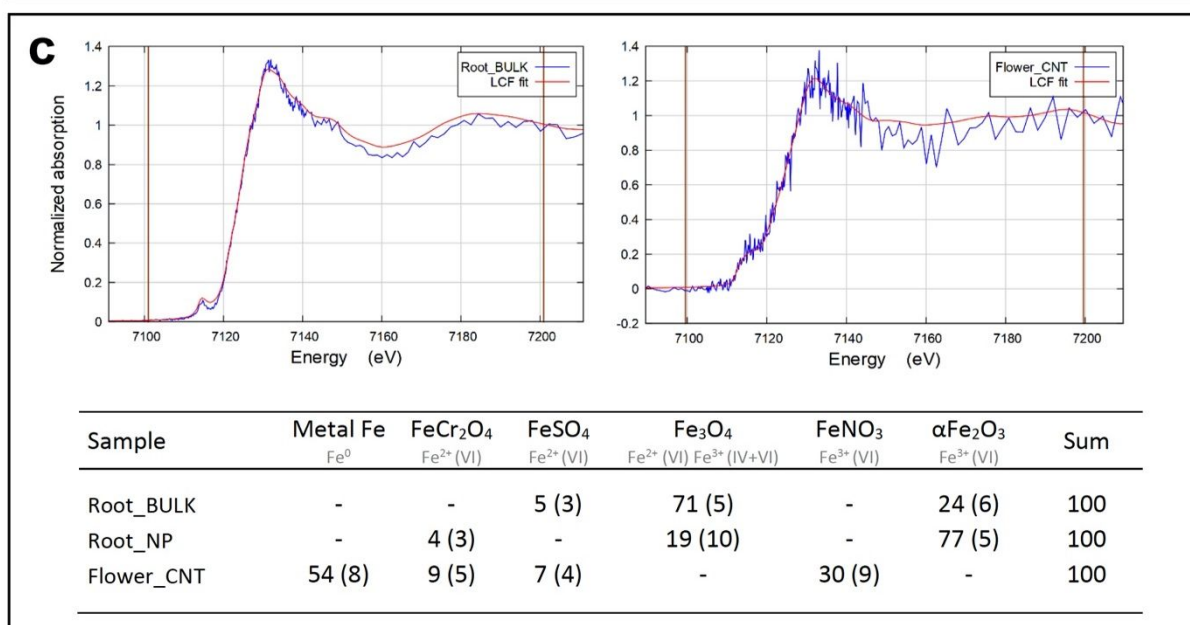 C
1.4
1.2
1
0.8
0.6
0.4
0.2
0
Root_BULK
LCF fit
Normalized absorption
7100 7120 7140 7160 7180 7200
Energy (eV)
1.4
1.2
1
0.8
0.6
0.4
0.2
0
-0.2
Flower_CNT
LCF fit
7100 7120 7140 7160 7180 7200
Energy (eV)
Sample Metal Fe FeCr₂O₄ FeSO₄ Fe₃O₄ FeNO₃ αFe₂O₃ Sum
Fe⁰ Fe²⁺ (VI) Fe²⁺ (VI) Fe²⁺ (VI) Fe³⁺ (IV+VI) Fe³⁺ (VI) Fe³⁺ (VI)
Root_BULK - - 5 (3) 71 (5) - 24 (6) 100
Root_NP - 4 (3) - 19 (10) - 77 (5) 100
Flower_CNT 54 (8) 9 (5) 7 (4) - 30 (9) - 100